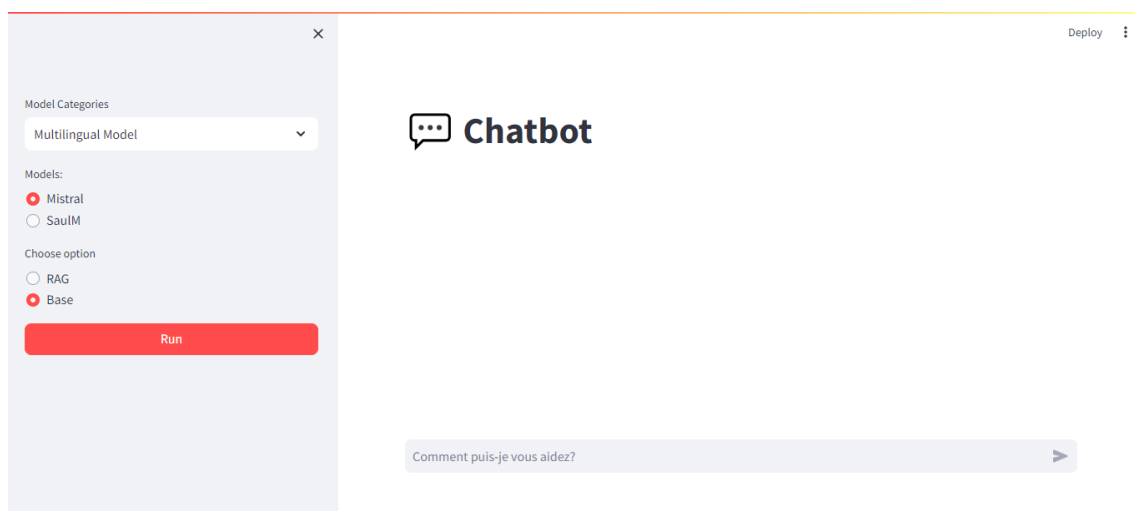 Deploy
Model Categories
Multilingual Model
Models:
Mistral
SaulM
Choose option
RAG
Base
Run
Chatbot
Comment puis-je vous aidez?